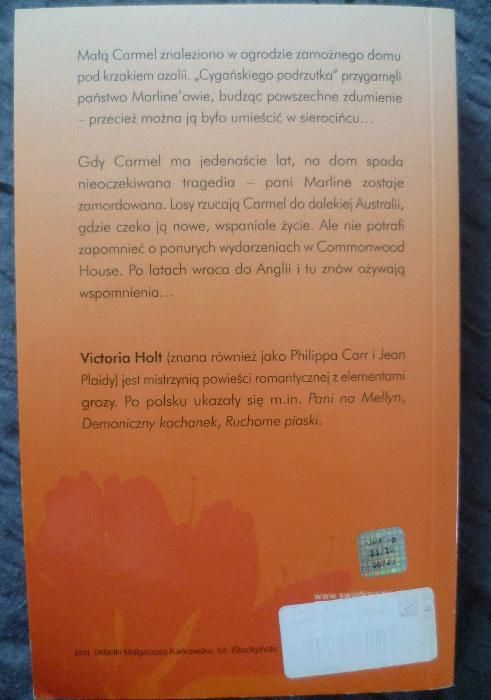 Małą Carmel znaleziono w ogrodzie zamożnego domu
pod krzakiem azalii. „Cygańskiego podrzutka" przygarnęli
państwo Marline'owie, budząc powszechne zdumienie
– przecież można ją było umieścić w sierocińcu...
Gdy Carmel ma jedenaście lat, na dom spada
nieoczekiwana tragedia – pani Marline zostaje
zamordowana. Losy rzucają Carmel do dalekiej Australii,
gdzie czeka ją nowe, wspaniałe życie. Ale nie potrafi
zapomnieć o ponurych wydarzeniach w Commonwood
House. Po latach wraca do Anglii i tu znów ożywają
wspomnienia...
Victoria Holt (znana również jako Philippa Carr i Jean
Plaidy) jest mistrzynią powieści romantycznej z elementami
grozy. Po polsku ukazały się m.in. Pani na Mellyn,
Demoniczny kochanek, Ruchome piaski.
11/10
proj. okładki Małgorzata Karkowska, fot. iStockphoto